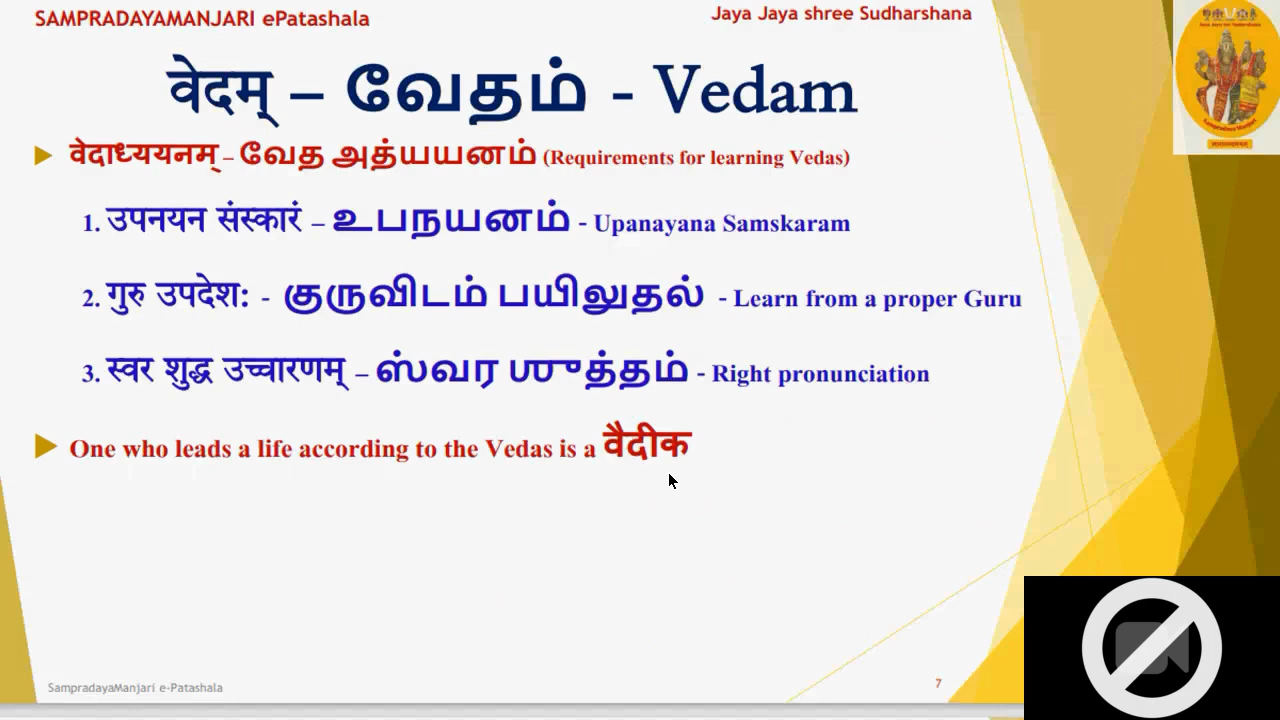 SAMPRADAYAMANJARI ePatashala
Jaya Jaya shree Sudharshana
वेदम् – வேதம் - Vedam
वेदाध्ययनम् – வேத அத்யயனம் (Requirements for learning Vedas)
1. उपनयन संस्कारं – உபநயனம் - Upanayana Samskaram
2. गुरु उपदेश: - குருவிடம் பயிலுதல் - Learn from a proper Guru
3. स्वर शुद्ध उच्चारणम् – ஸ்வர ஶுத்தம் - Right pronunciation
One who leads a life according to the Vedas is a वैदीक
SampradayaManjari e-Patashala
7